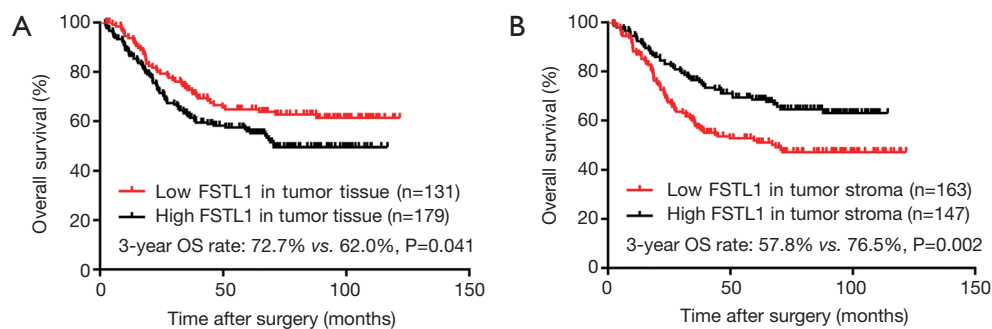 A
Overall survival (%)
100
80
60
40
20
0
Low FSTL1 in tumor tissue (n=131)
High FSTL1 in tumor tissue (n=179)
3-year OS rate: 72.7% vs. 62.0%, P=0.041
0 50 100 150
Time after surgery (months)
B
Overall survival (%)
100
80
60
40
20
0
Low FSTL1 in tumor stroma (n=163)
High FSTL1 in tumor stroma (n=147)
3-year OS rate: 57.8% vs. 76.5%, P=0.002
0 50 100 150
Time after surgery (months)